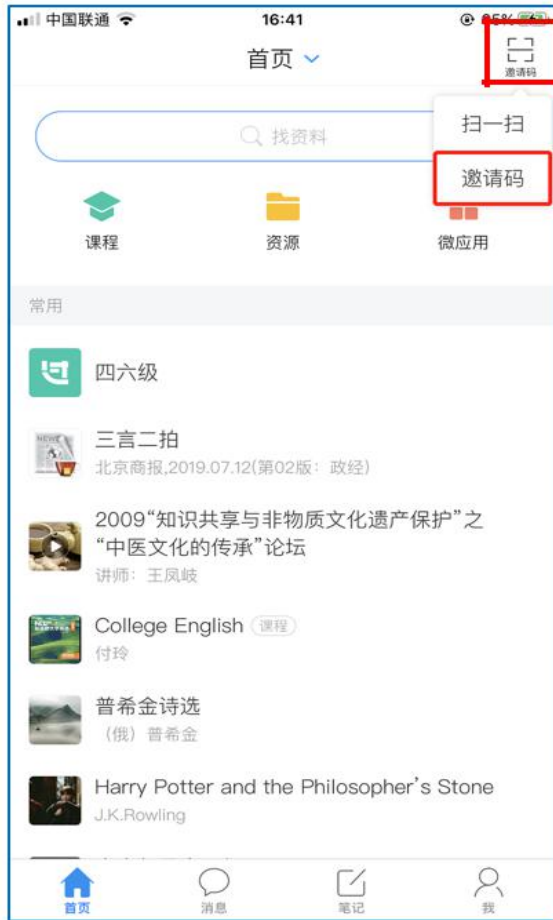 中国联通
16:41
首页
邀请码
找资料
扫一扫
邀请码
课程
资源
微应用
常用
四六级
三言二拍
北京商报,2019.07.12(第02版：政经)
2009“知识共享与非物质文化遗产保护”之
“中医文化的传承”论坛
讲师：王凤岐
College English 课程
付玲
普希金诗选
（俄）普希金
Harry Potter and the Philosopher's Stone
J.K.Rowling
首页
消息
笔记
我